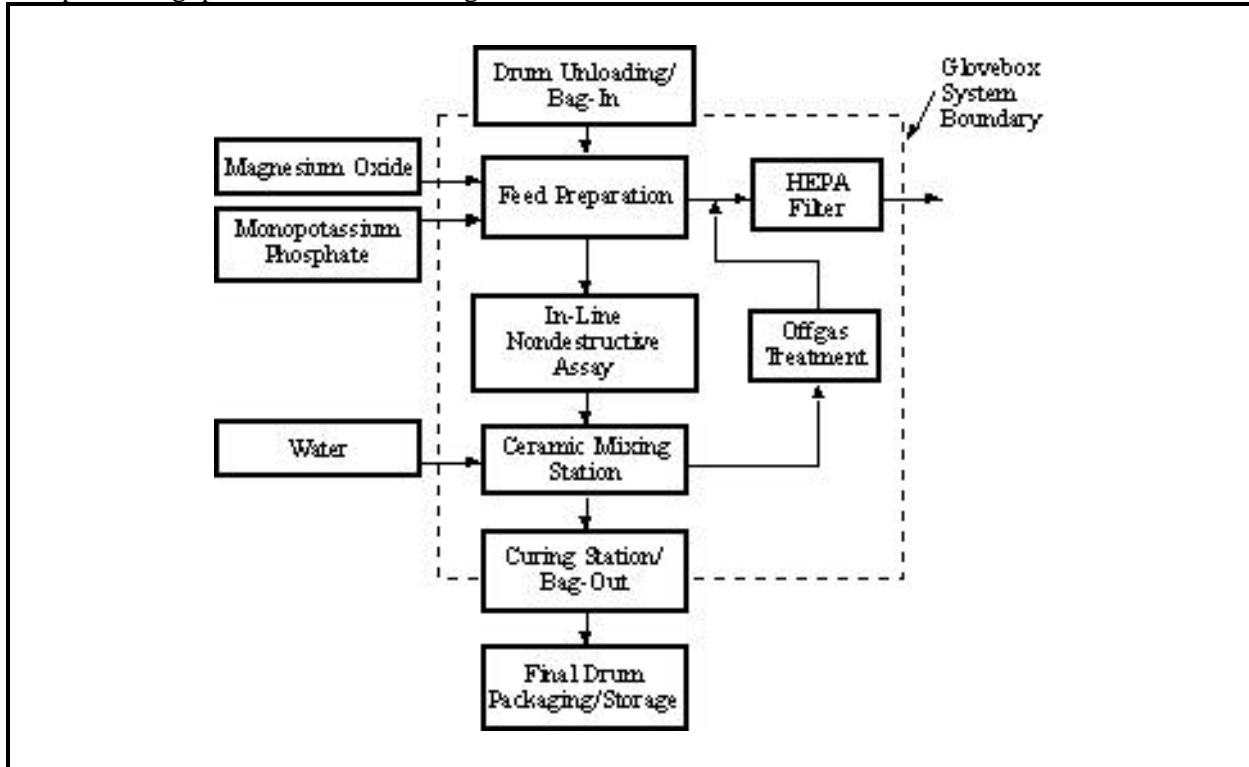 Drum Unloading/
Bag-In
Glovebox
System
Boundary
Magnesium Oxide
Feed Preparation
HEPA
Filter
Monopotassium
Phosphate
In-Line
Nondestructive
Assay
Offgas
Treatment
Water
Ceramic Mixing
Station
Curing Station/
Bag-Out
Final Drum
Packaging/Storage